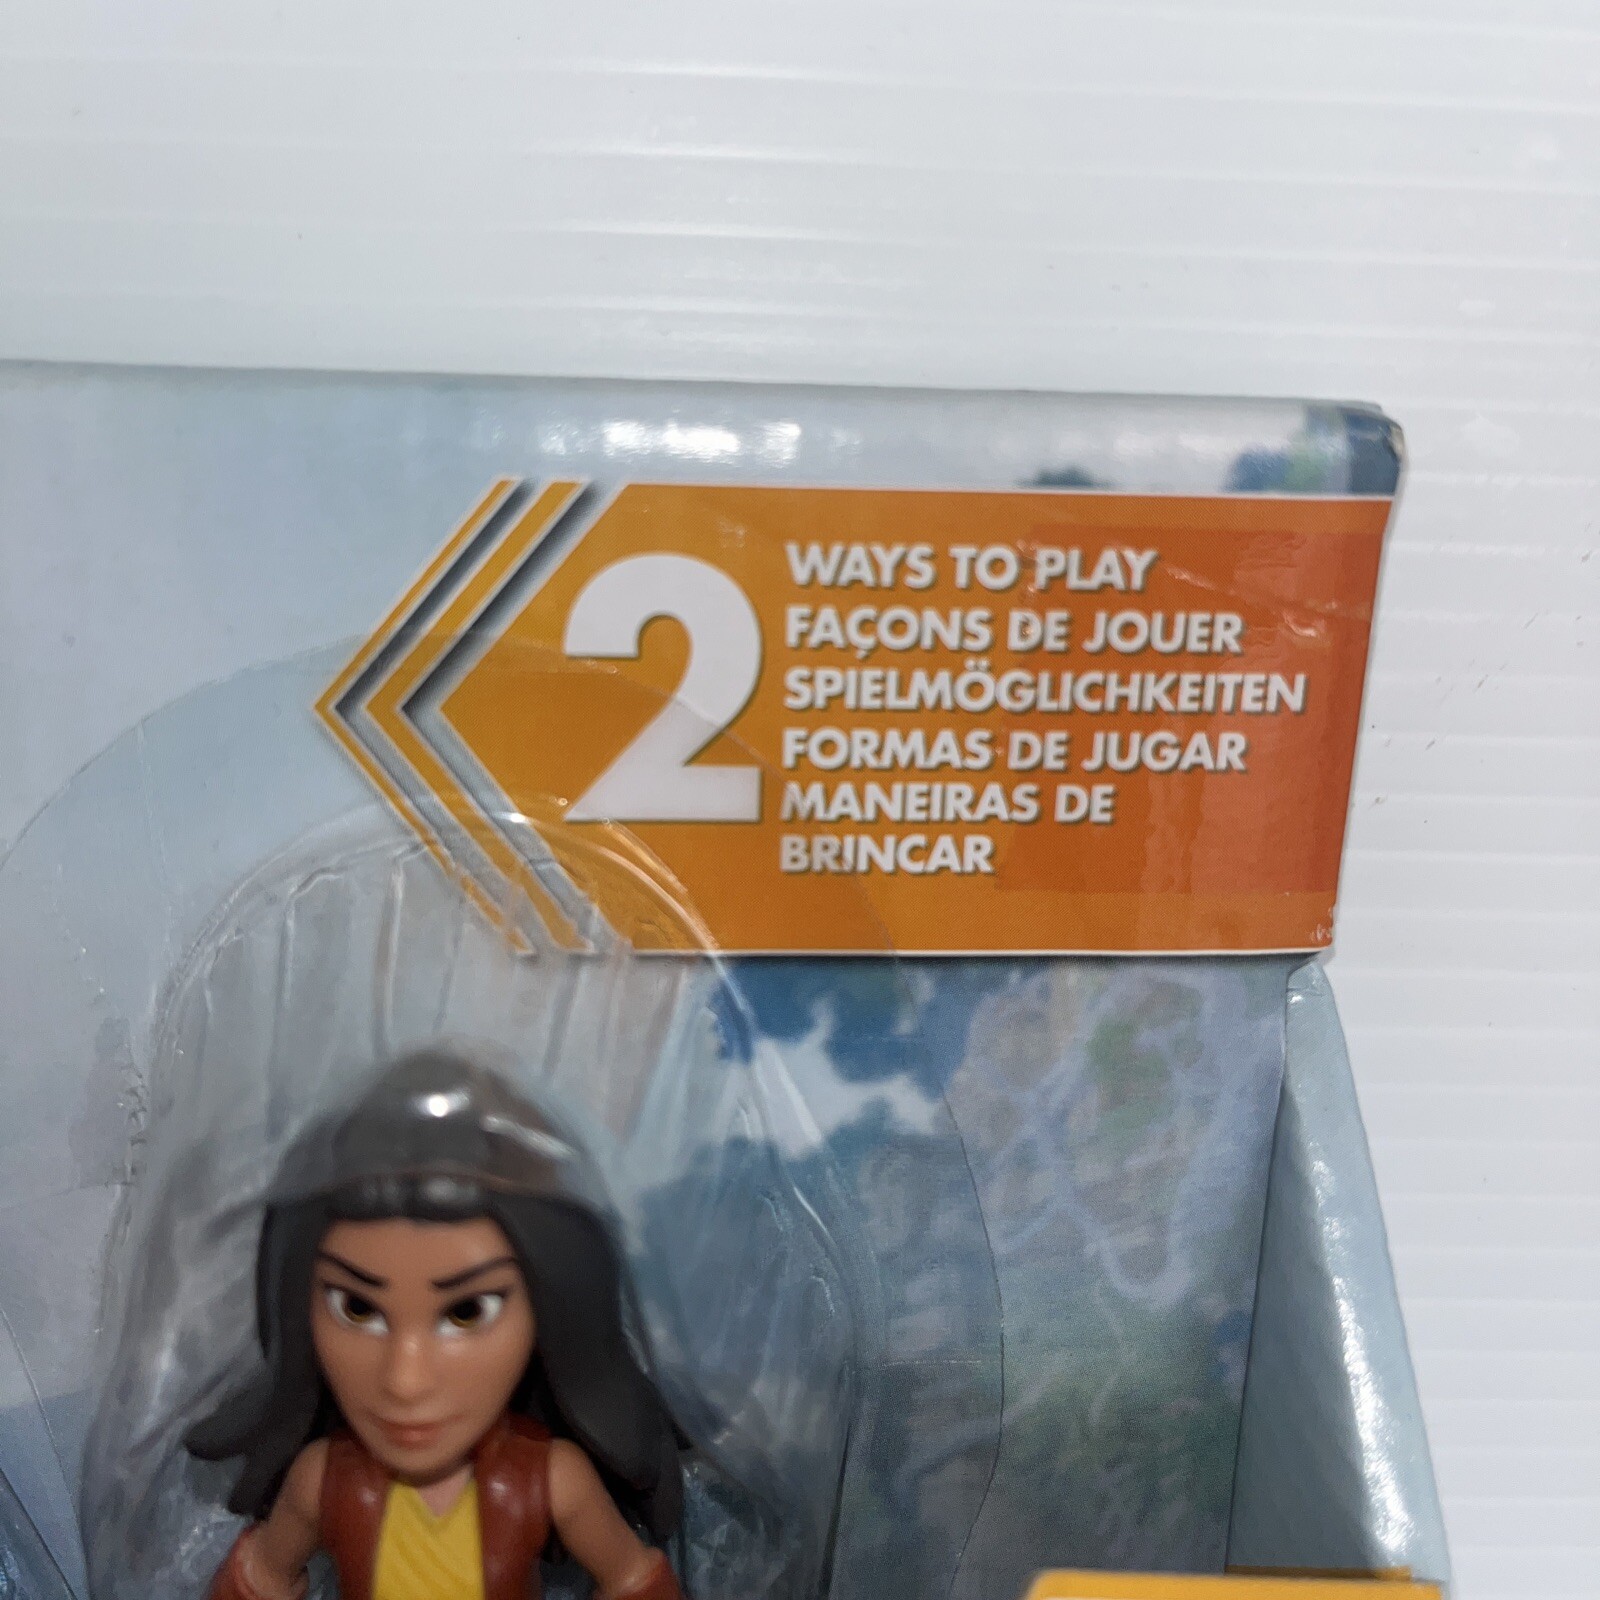 2
WAYS TO PLAY
FAÇONS DE JOUER
SPIELMÖGLICHKEITEN
FORMAS DE JUGAR
MANEIRAS DE
BRINCAR